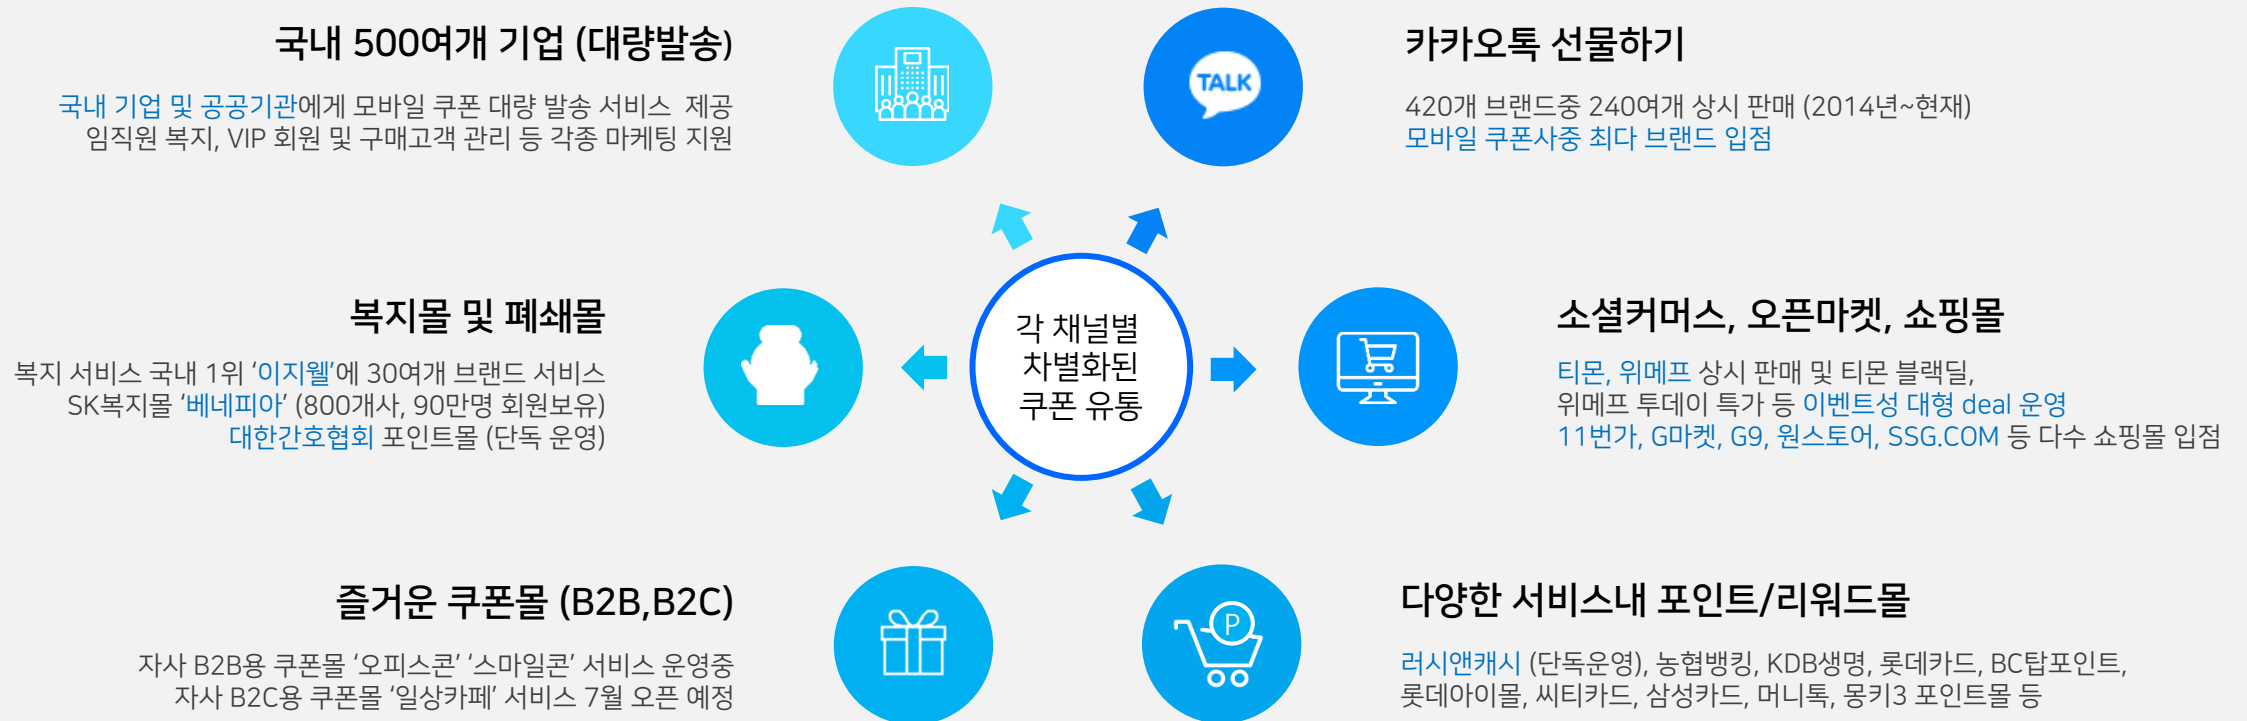 국내 500여개 기업 (대량발송)
국내 기업 및 공공기관에게 모바일 쿠폰 대량 발송 서비스 제공
임직원 복지, VIP 회원 및 구매고객 관리 등 각종 마케팅 지원
TALK
카카오톡 선물하기
420개 브랜드중 240여개 상시 판매 (2014년~현재)
모바일 쿠폰사중 최다 브랜드 입점
복지몰 및 폐쇄몰
복지 서비스 국내 1위 ‘이지웰’에 30여개 브랜드 서비스
SK복지몰 ‘베네피아’ (800개사, 90만명 회원보유)
대한간호협회 포인트몰 (단독 운영)
각 채널별
차별화된
쿠폰 유통
소셜커머스, 오픈마켓, 쇼핑몰
티몬, 위메프 상시 판매 및 티몬 블랙딜,
위메프 투데이 특가 등 이벤트성 대형 deal 운영
11번가, G마켓, G9, 원스토어, SSG.COM 등 다수 쇼핑몰 입점
즐거운 쿠폰몰 (B2B,B2C)
자사 B2B용 쿠폰몰 ‘오피스콘’ ‘스마일콘’ 서비스 운영중
자사 B2C용 쿠폰몰 ‘일상카페’ 서비스 7월 오픈 예정
P
다양한 서비스내 포인트/리워드몰
러시앤캐시 (단독운영), 농협뱅킹, KDB생명, 롯데카드, BC탑포인트,
롯데아이몰, 씨티카드, 삼성카드, 머니톡, 몽키3 포인트몰 등